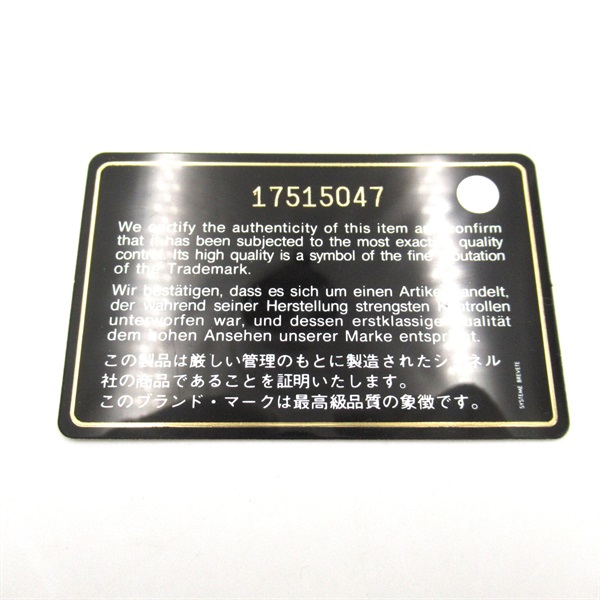 17515047
We certify the authenticity of this item and confirm
that it has been subjected to the most exacting quality
control. Its high quality is a symbol of the fine reputation
of the Trademark.
Wir bestätigen, dass es sich um einen Artikel handelt,
der während seiner Herstellung strengsten Kontrollen
unterworfen war, und dessen erstklassige Qualität
dem hohen Ansehen unserer Marke entspricht.
この製品は厳しい管理のもとに製造されたシャネル
社の商品であることを証明いたします。
このブランド・マークは最高級品質の象徴です。
SYSTEME BREVETE